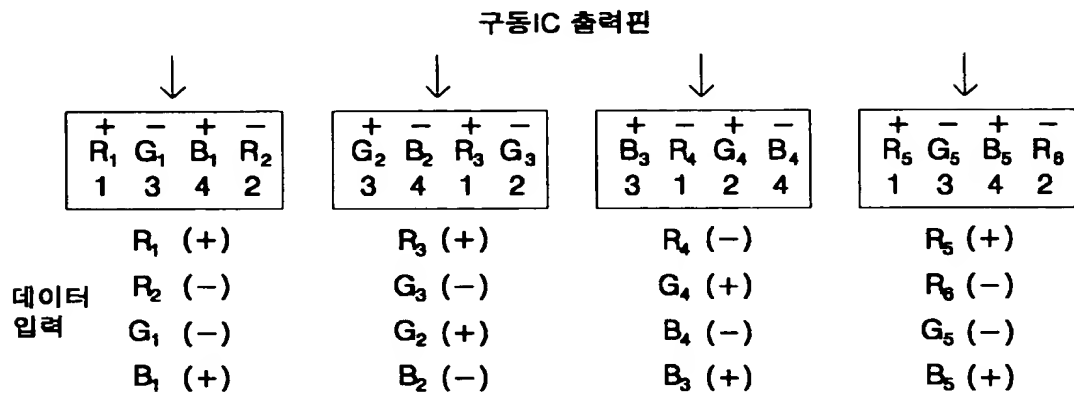 구동IC 출력핀
+ − + − + − + − + − + − + − + −
R₁ G₁ B₁ R₂ G₂ B₂ R₃ G₃ B₃ R₄ G₄ B₄ R₅ G₅ B₅ R₆
1 3 4 2 3 4 1 2 3 1 2 4 1 3 4 2
R₁ (+) R₃ (+) R₄ (−) R₅ (+)
데이터
입력
R₂ (−) G₃ (−) G₄ (+) R₆ (−)
G₁ (−) G₂ (+) B₄ (−) G₅ (−)
B₁ (+) B₂ (−) B₃ (+) B₅ (+)